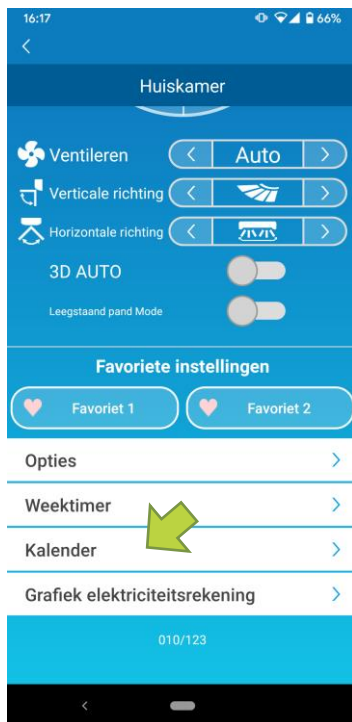 16:17 66%
Huiskamer
Ventileren Auto
Verticale richting
Horizontale richting
3D AUTO
Leegstaand pand Mode
Favoriete instellingen
Favoriet 1 Favoriet 2
Opties
Weektimer
Kalender
Grafiek elektriciteitsrekening
010/123